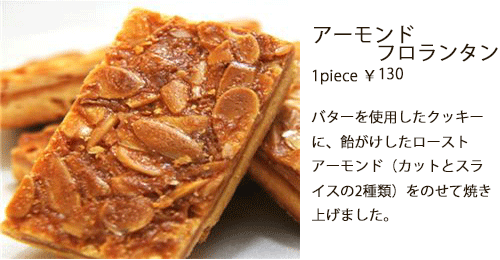 アーモンド
フロランタン
1piece ￥130
バターを使用したクッキー
に、飴がけしたロースト
アーモンド（カットとスラ
イスの2種類）をのせて焼き
上げました。